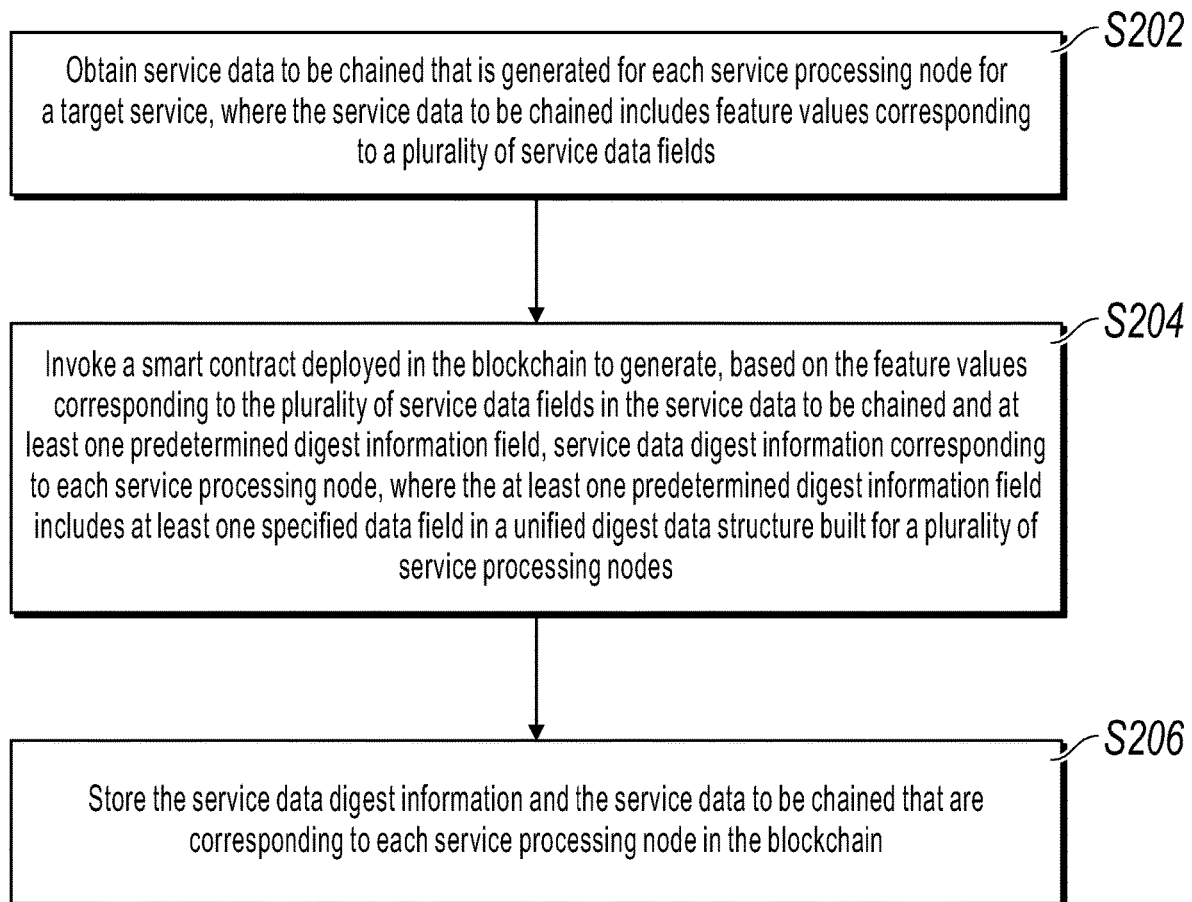 S202
Obtain service data to be chained that is generated for each service processing node for
a target service, where the service data to be chained includes feature values corresponding
to a plurality of service data fields
S204
Invoke a smart contract deployed in the blockchain to generate, based on the feature values
corresponding to the plurality of service data fields in the service data to be chained and at
least one predetermined digest information field, service data digest information corresponding
to each service processing node, where the at least one predetermined digest information field
includes at least one specified data field in a unified digest data structure built for a plurality of
service processing nodes
S206
Store the service data digest information and the service data to be chained that are
corresponding to each service processing node in the blockchain